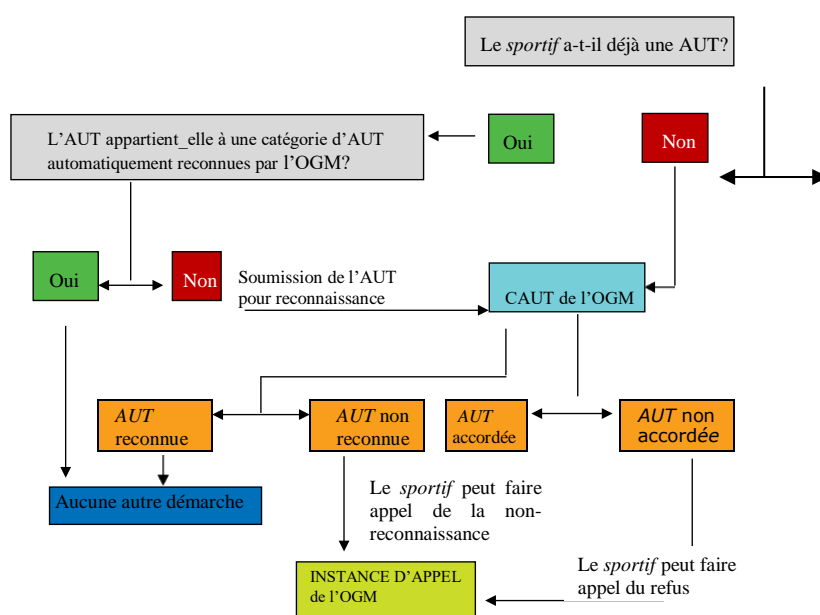 Le sportif a-t-il déjà une AUT?
L'AUT appartient_elle à une catégorie d'AUT
automatiquement reconnues par l'OGM?
Oui
Non
Oui
Non
Soumission de l'AUT
pour reconnaissance
CAUT de l'OGM
AUT
reconnue
AUT non
reconnue
AUT
accordée
AUT non
accordée
Aucune autre démarche
Le sportif peut faire
appel de la non-
reconnaissance
Le sportif peut faire
appel du refus
INSTANCE D'APPEL
de l'OGM